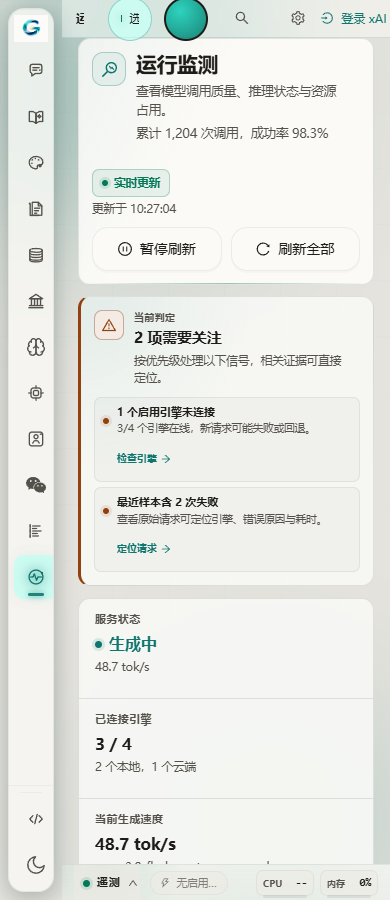 选
登录 xAI
运行监测
查看模型调用质量、推理状态与资源
占用。
累计 1,204 次调用，成功率 98.3%
实时更新
更新于 10:27:04
暂停刷新
刷新全部
当前判定
2 项需要关注
按优先级处理以下信号，相关证据可直接
定位。
1 个启用引擎未连接
3/4 个引擎在线，新请求可能失败或回退。
检查引擎 →
最近样本含 2 次失败
查看原始请求可定位引擎、错误原因与耗时。
定位请求 →
服务状态
生成中
48.7 tok/s
已连接引擎
3 / 4
2 个本地，1 个云端
当前生成速度
48.7 tok/s
遥测
无启用...
CPU --
内存 0%